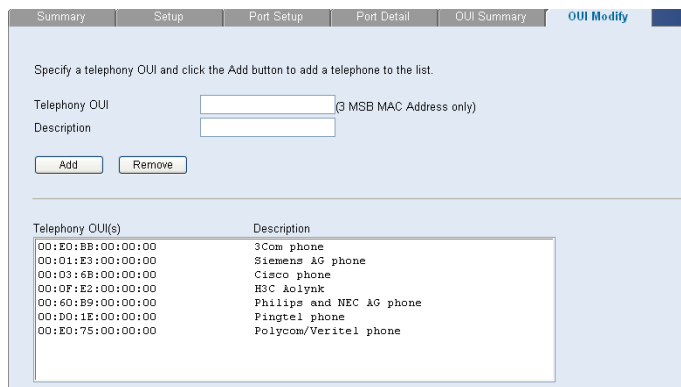 Summary Setup Port Setup Port Detail OUI Summary OUI Modify
Specify a telephony OUI and click the Add button to add a telephone to the list.
Telephony OUI (3 MSB MAC Address only)
Description
Add Remove
Telephony OUI(s) Description
00:E0:BB:00:00:00 3Com phone
00:01:E3:00:00:00 Siemens AG phone
00:03:6B:00:00:00 Cisco phone
00:0F:E2:00:00:00 H3C Aolynk
00:60:B9:00:00:00 Philips and NEC AG phone
00:D0:1E:00:00:00 Pingtel phone
00:E0:75:00:00:00 Polycom/Veritel phone